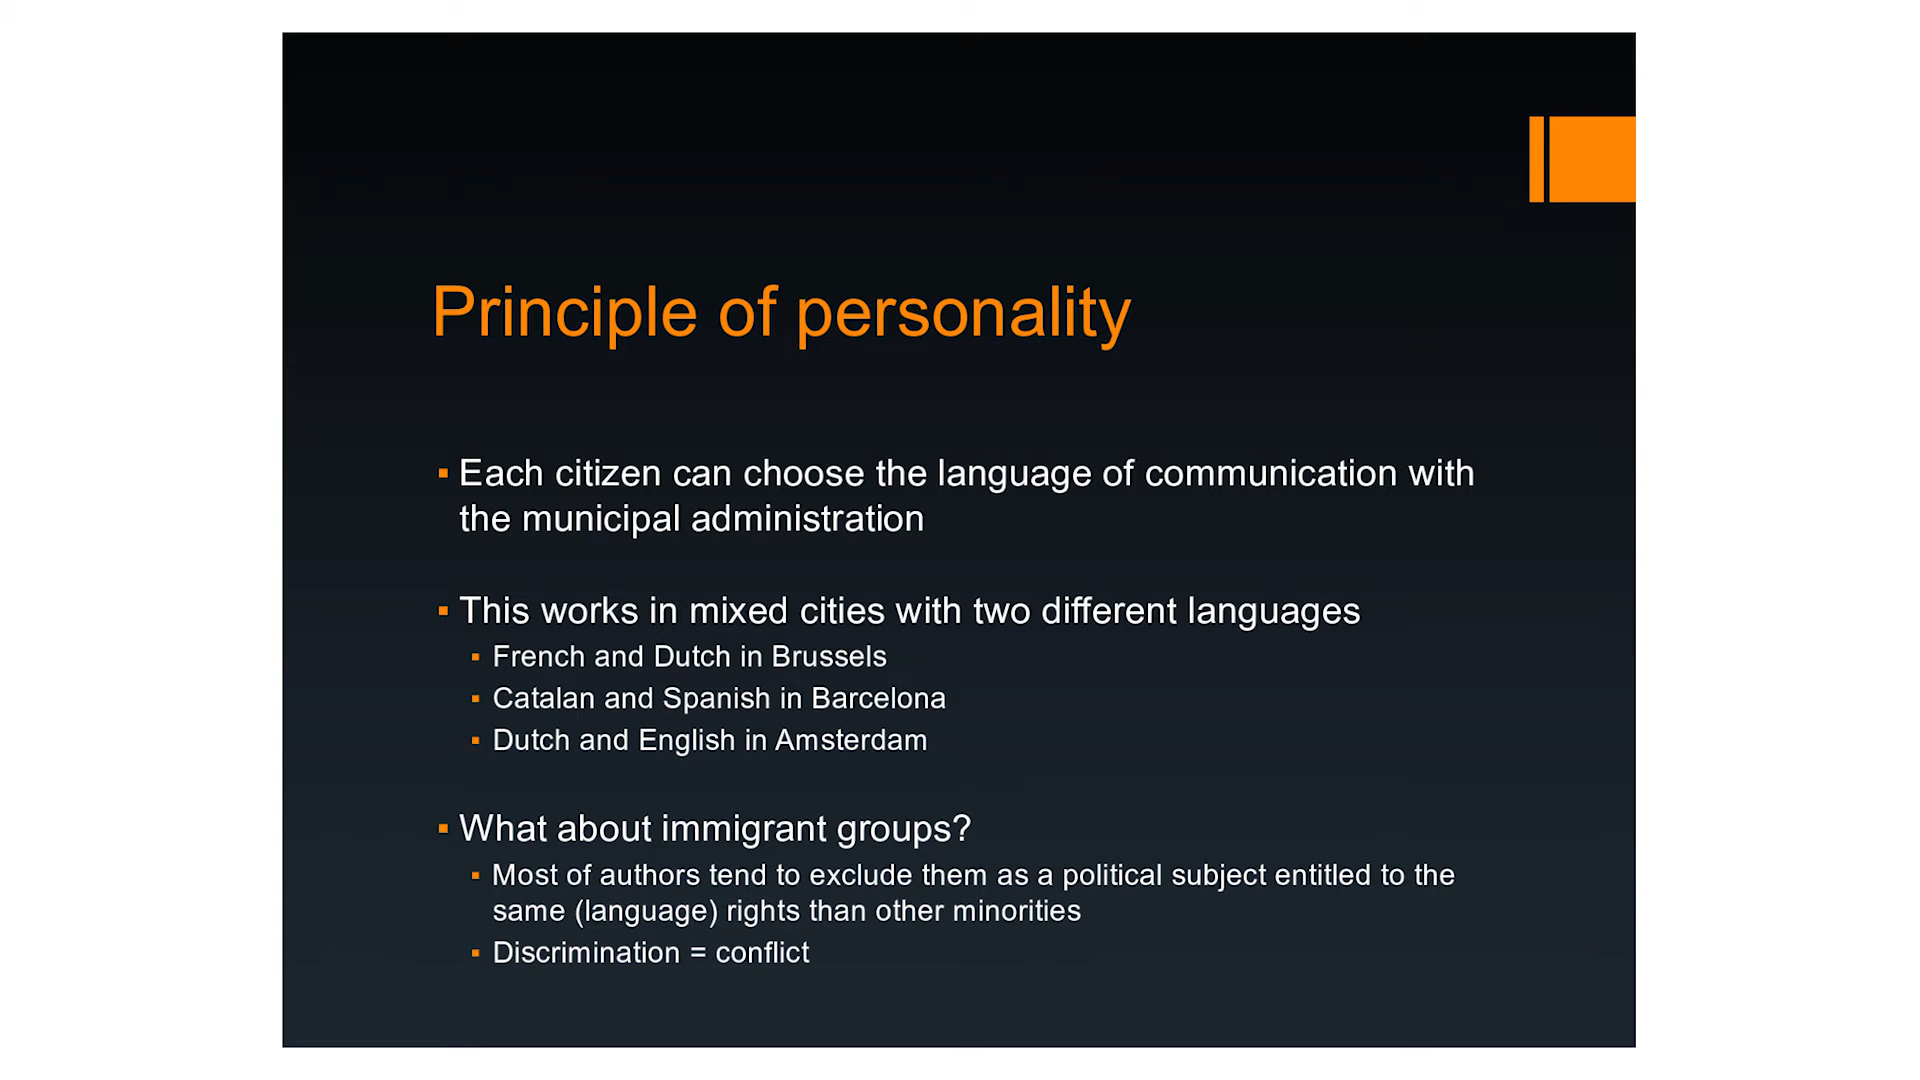 Principle of personality
Each citizen can choose the language of communication with
the municipal administration
This works in mixed cities with two different languages
French and Dutch in Brussels
Catalan and Spanish in Barcelona
Dutch and English in Amsterdam
What about immigrant groups?
Most of authors tend to exclude them as a political subject entitled to the
same (language) rights than other minorities
Discrimination = conflict